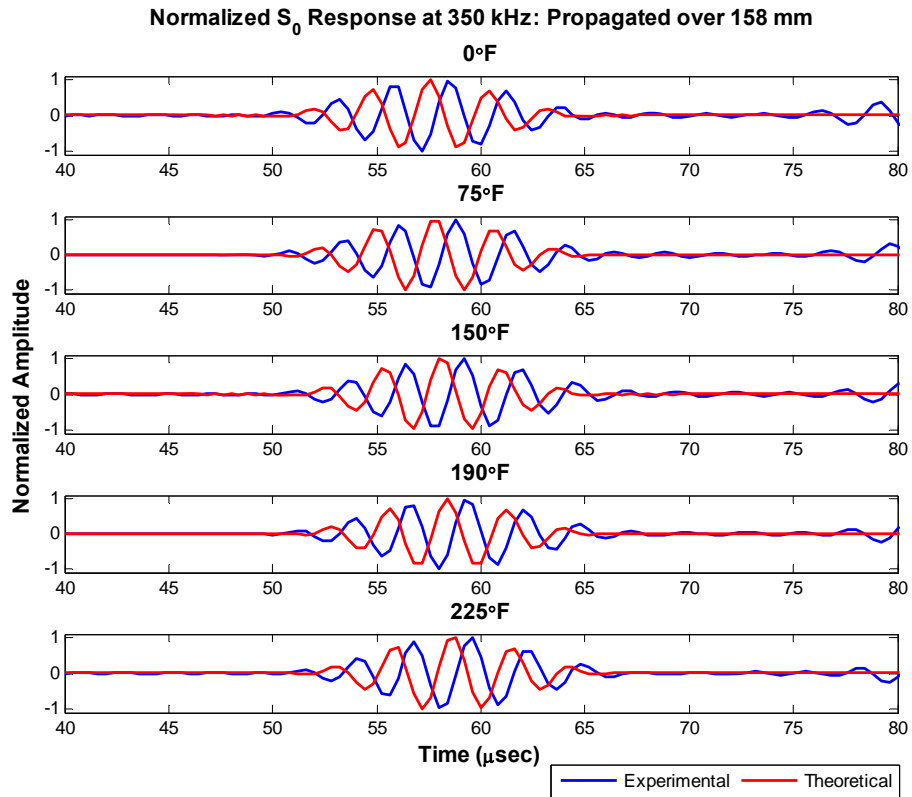 Normalized S0 Response at 350 kHz: Propagated over 158 mm
0°F
1
0
-1
40 45 50 55 60 65 70 75 80
75°F
1
0
-1
40 45 50 55 60 65 70 75 80
150°F
1
0
-1
40 45 50 55 60 65 70 75 80
190°F
1
0
-1
40 45 50 55 60 65 70 75 80
225°F
1
0
-1
40 45 50 55 60 65 70 75 80
Normalized Amplitude
Time (μsec)
Experimental Theoretical